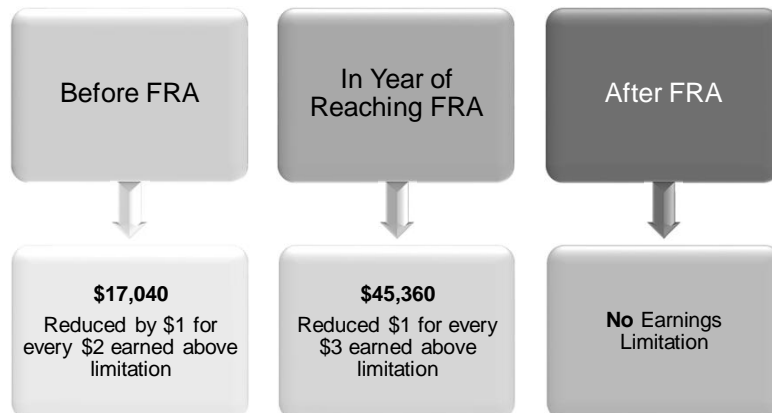 Before FRA
In Year of
Reaching FRA
After FRA
$17,040
Reduced by $1 for
every $2 earned above
limitation
$45,360
Reduced $1 for every
$3 earned above
limitation
No Earnings
Limitation